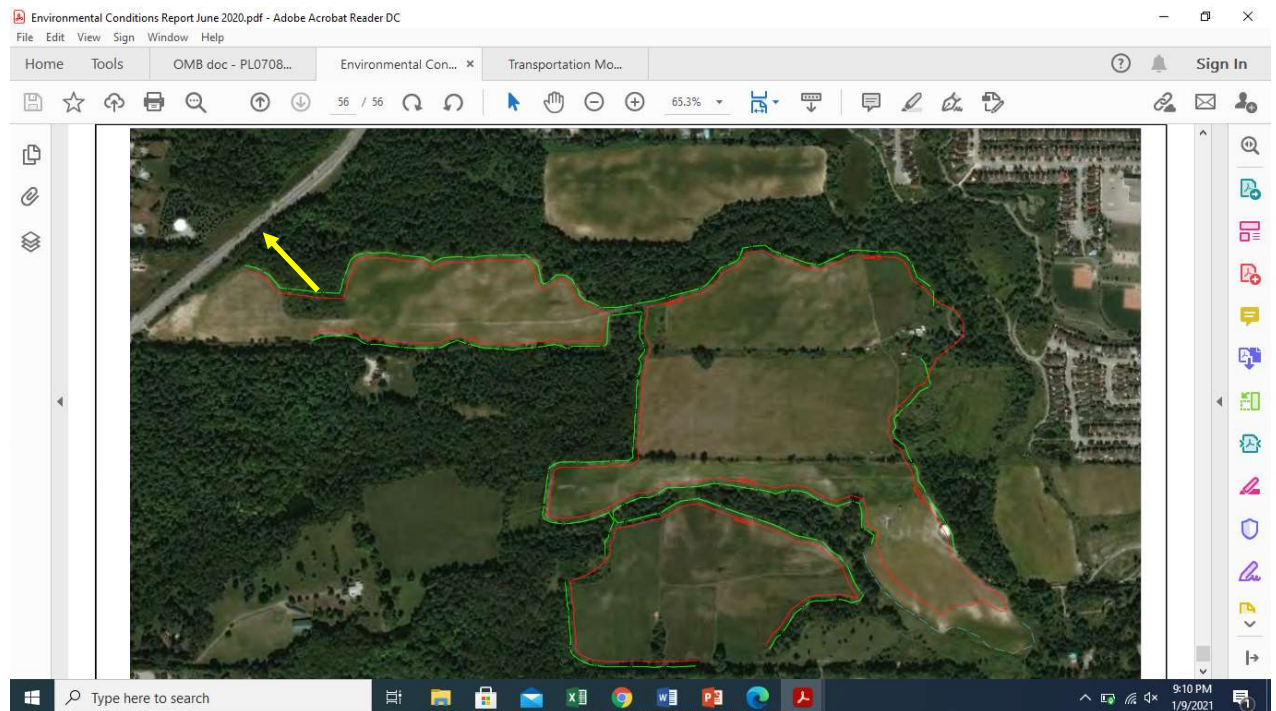 Environmental Conditions Report June 2020.pdf - Adobe Acrobat Reader DC
File Edit View Sign Window Help
Home Tools OMB doc - PL0708... Environmental Con... × Transportation Mo... Sign In
56 / 56 65.3%
Type here to search
9:10 PM
1/9/2021